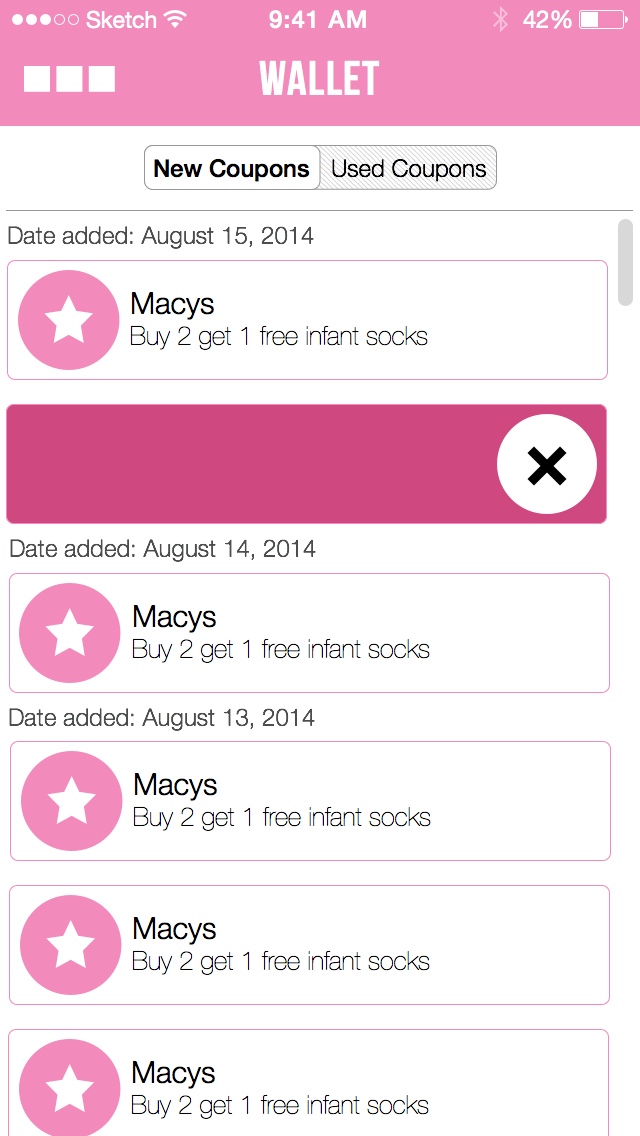 Sketch 9:41 AM 42%
WALLET
New Coupons Used Coupons
Date added: August 15, 2014
Macys
Buy 2 get 1 free infant socks
Date added: August 14, 2014
Macys
Buy 2 get 1 free infant socks
Date added: August 13, 2014
Macys
Buy 2 get 1 free infant socks
Macys
Buy 2 get 1 free infant socks
Macys
Buy 2 get 1 free infant socks